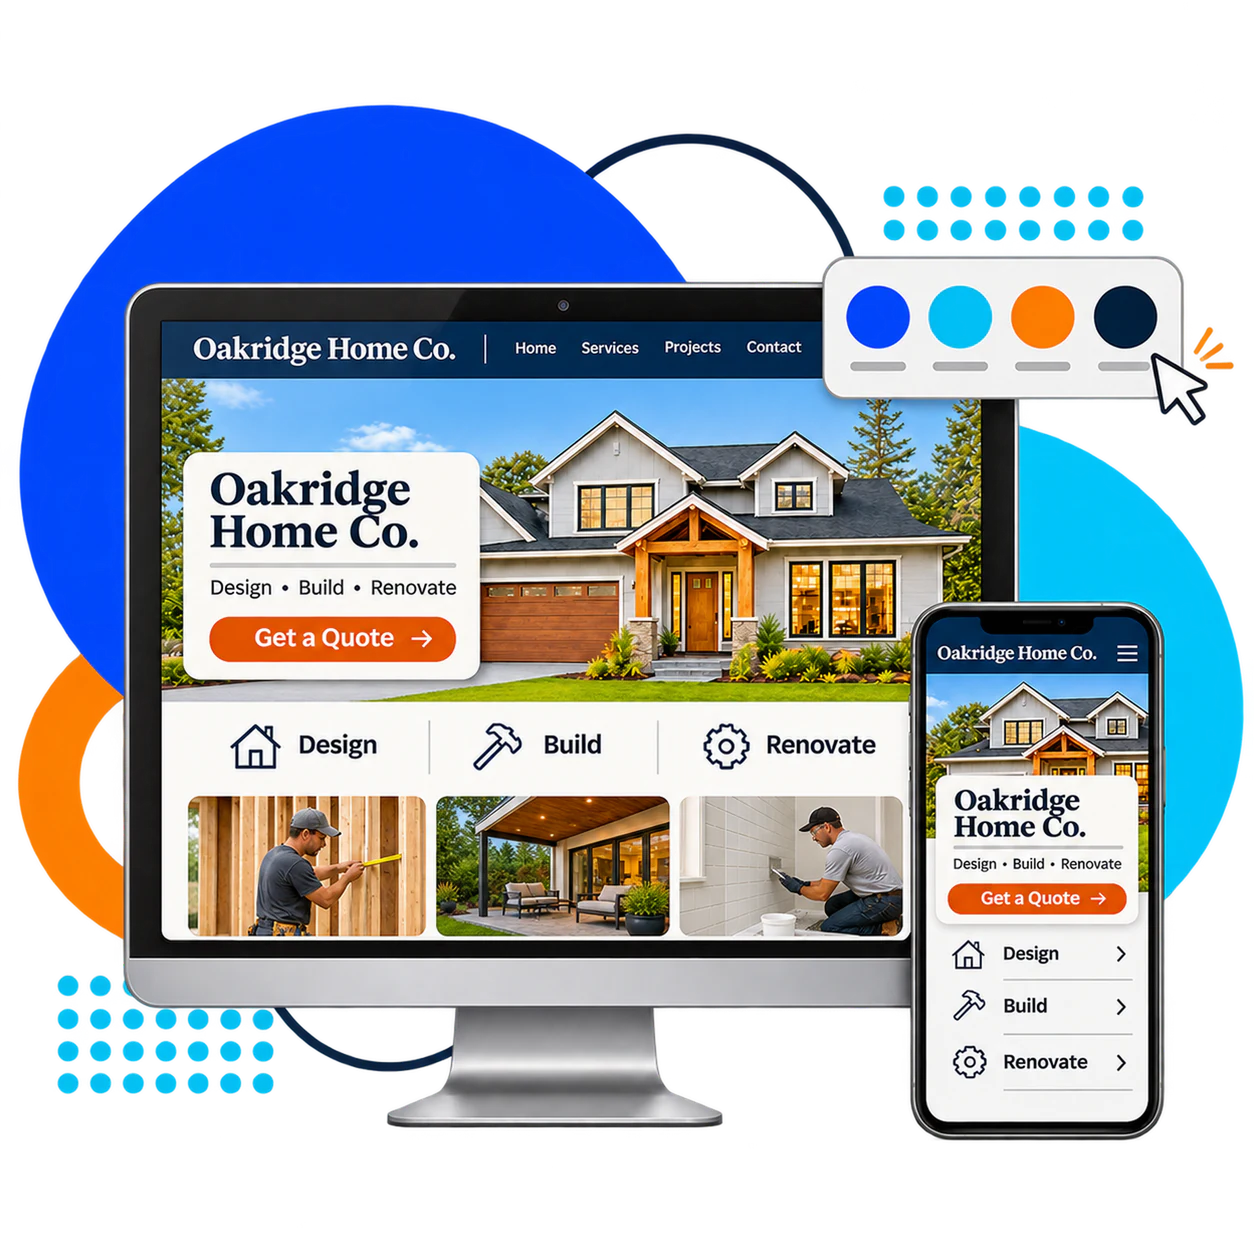 Oakridge Home Co. Home Services Projects Contact
Oakridge
Home Co.
Design • Build • Renovate
Get a Quote →
Design Build Renovate
Oakridge Home Co.
Oakridge
Home Co.
Design • Build • Renovate
Get a Quote →
Design
Build
Renovate